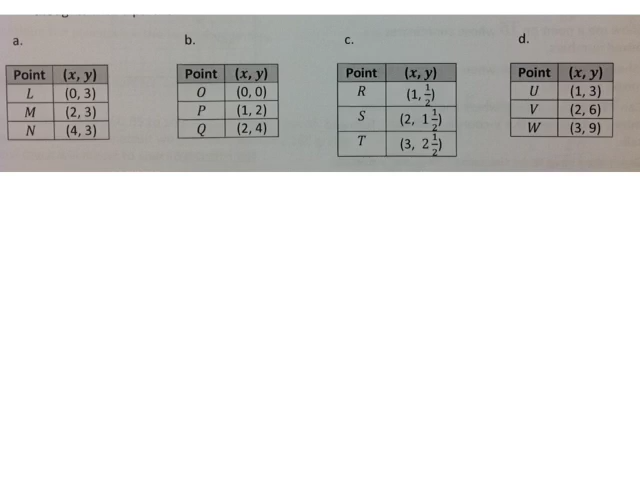 a.
Point (x, y)
L (0, 3)
M (2, 3)
N (4, 3)
b.
Point (x, y)
O (0, 0)
P (1, 2)
Q (2, 4)
c.
Point (x, y)
R (1, 1/2)
S (2, 1 1/2)
T (3, 2 1/2)
d.
Point (x, y)
U (1, 3)
V (2, 6)
W (3, 9)